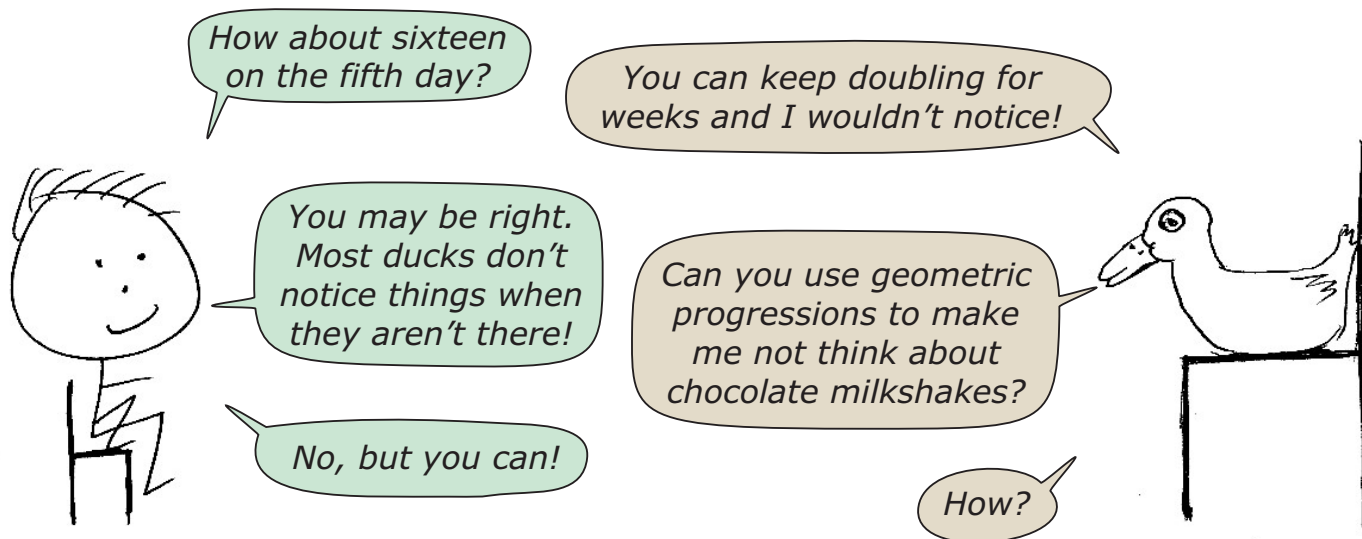 How about sixteen
on the fifth day?
You can keep doubling for
weeks and I wouldn’t notice!
You may be right.
Most ducks don’t
notice things when
they aren’t there!
Can you use geometric
progressions to make
me not think about
chocolate milkshakes?
No, but you can!
How?